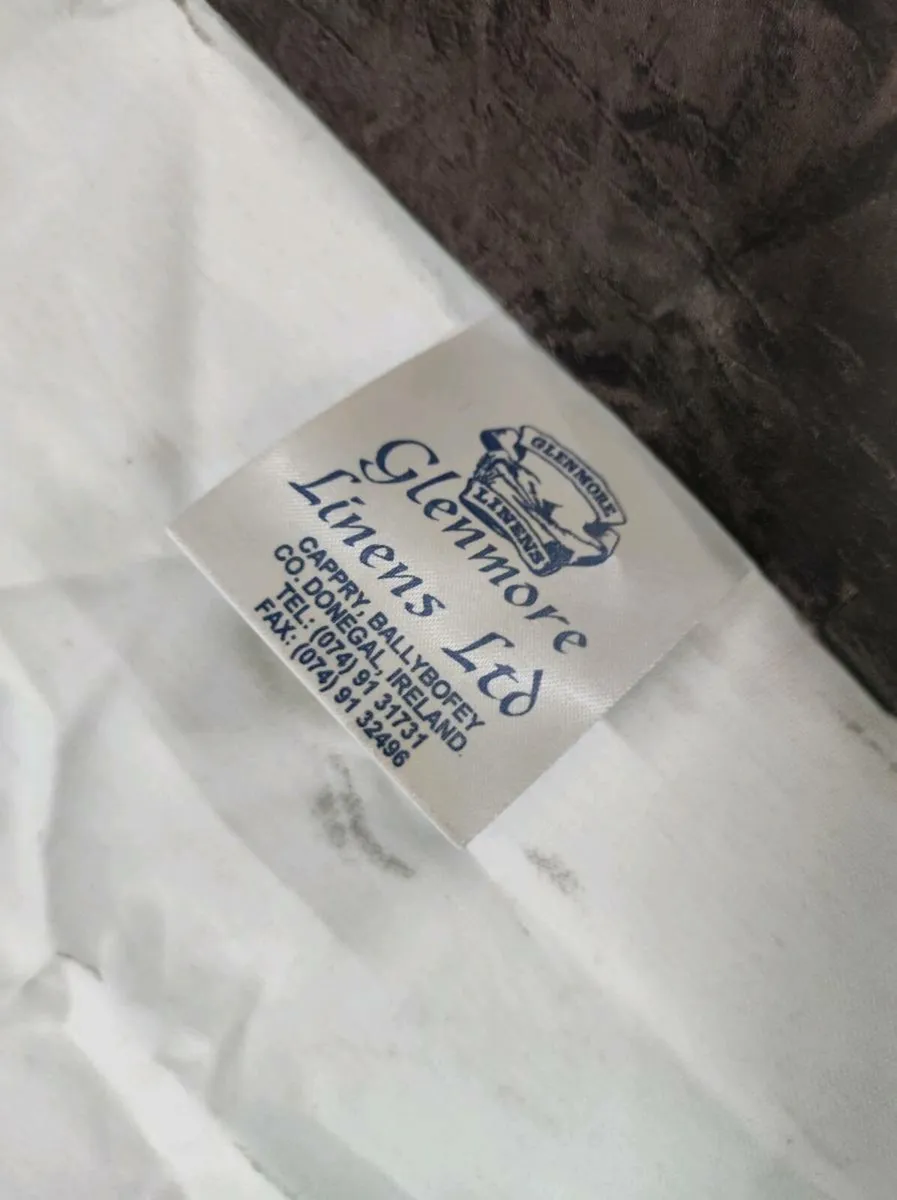 GLENMORE
LINENS
Glenmore
Linens Ltd
CAPPRY, BALLYBOFEY
CO. DONEGAL, IRELAND.
TEL: (074) 91 31731
FAX: (074) 91 32496